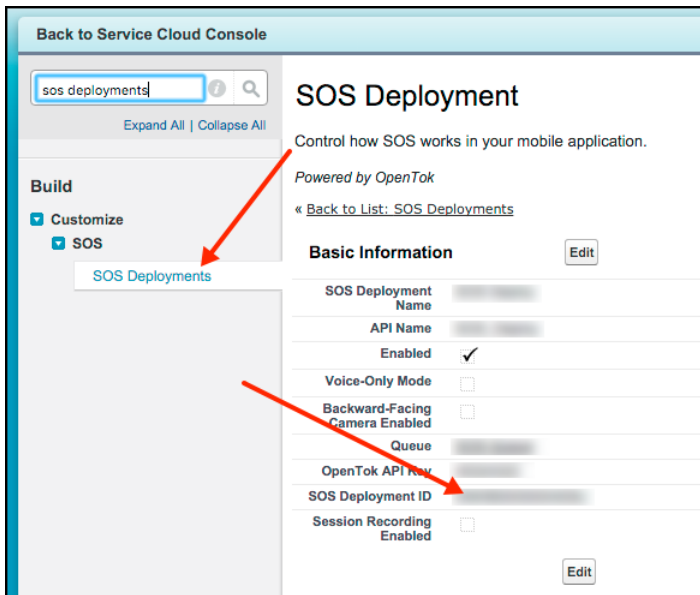 Back to Service Cloud Console
sos deployments
Expand All | Collapse All
Build
Customize
SOS
SOS Deployments
SOS Deployment
Control how SOS works in your mobile application.
Powered by OpenTok
« Back to List: SOS Deployments
Basic Information
Edit
SOS Deployment
Name
API Name
Enabled
Voice-Only Mode
Backward-Facing
Camera Enabled
Queue
OpenTok API Key
SOS Deployment ID
Session Recording
Enabled
Edit